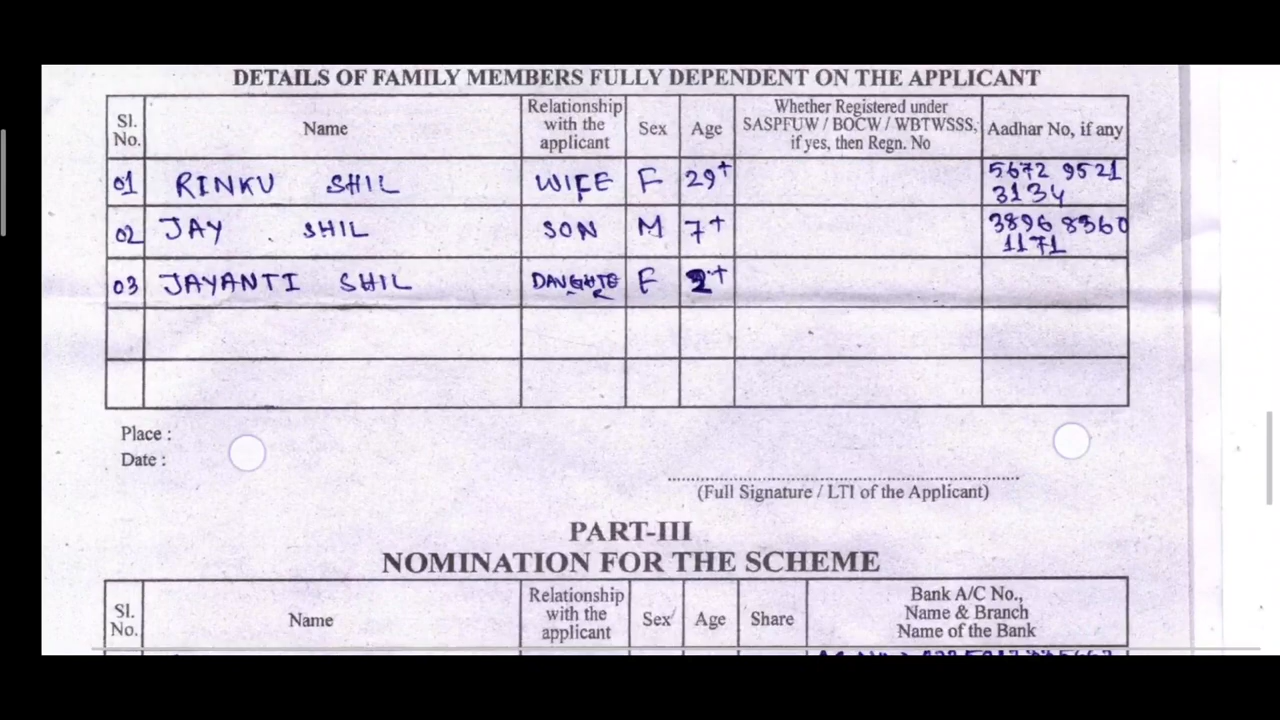 DETAILS OF FAMILY MEMBERS FULLY DEPENDENT ON THE APPLICANT
Sl. No. Name Relationship with the applicant Sex Age Whether Registered under SASPFUW / BOCW / WBTWSSS, if yes, then Regn. No Aadhar No, if any
01 RINKU SHIL WIFE F 29+ 5672 9521 3134
02 JAY SHIL SON M 7+ 3896 8360 1171
03 JAYANTI SHIL DAUGHTER F 2+
Place :
Date :
(Full Signature / LTI of the Applicant)
PART-III
NOMINATION FOR THE SCHEME
Sl. No. Name Relationship with the applicant Sex Age Share Bank A/C No., Name & Branch Name of the Bank